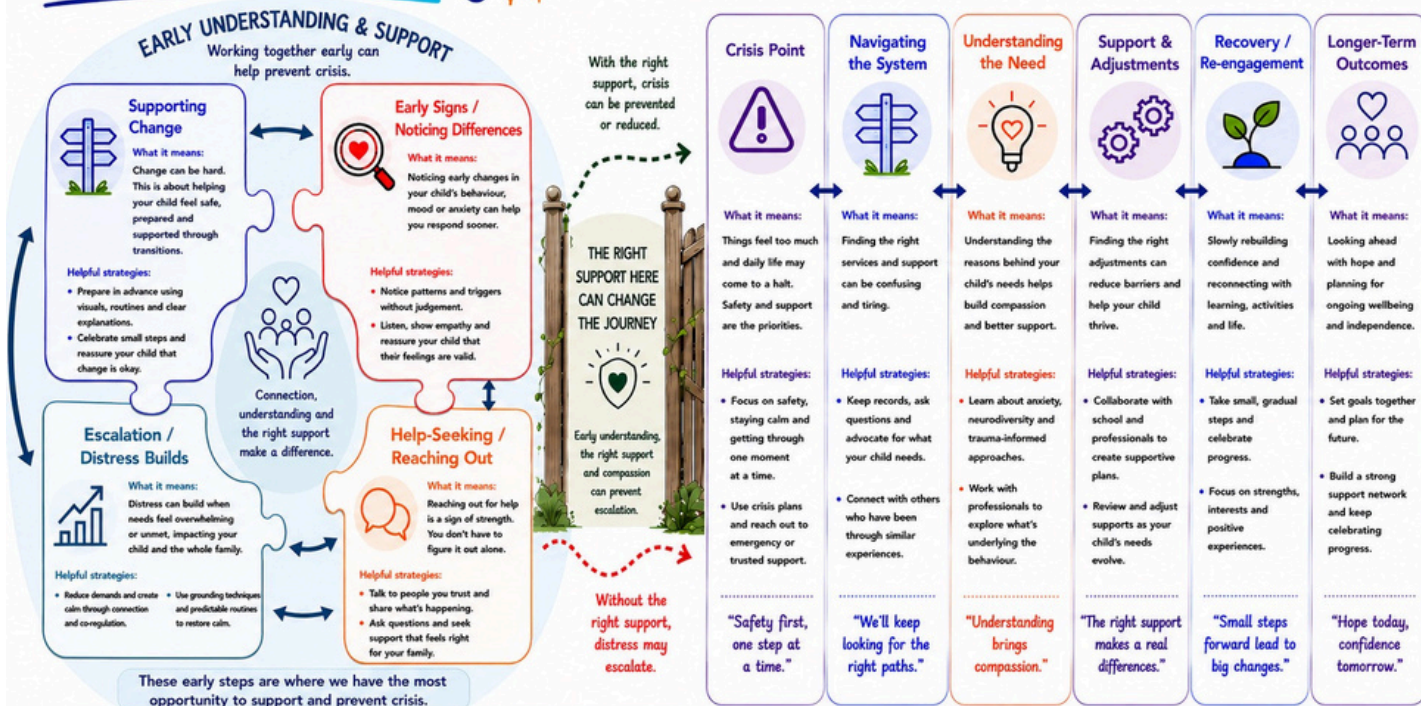 EARLY UNDERSTANDING & SUPPORT
Working together early can
help prevent crisis.
Supporting
Change
What it means:
Change can be hard.
This is about helping
your child feel safe,
prepared and
supported through
transitions.
Helpful strategies:
• Prepare in advance using
visuals, routines and clear
explanations.
• Celebrate small steps and
reassure your child that
change is okay.
Early Signs /
Noticing Differences
What it means:
Noticing early changes in
your child's behaviour,
mood or anxiety can help
you respond sooner.
Helpful strategies:
• Notice patterns and triggers
without judgement.
• Listen, show empathy and
reassure your child that
their feelings are valid.
Connection,
understanding and
the right support
make a difference.
Escalation /
Distress Builds
What it means:
Distress can build when
needs feel overwhelming
or unmet, impacting your
child and the whole family.
Helpful strategies:
• Reduce demands and create
calm through connection
and co-regulation.
• Use grounding techniques
and predictable routines
to restore calm.
Help-Seeking /
Reaching Out
What it means:
Reaching out for help
is a sign of strength.
You don't have to
figure it out alone.
Helpful strategies:
• Talk to people you trust and
share what's happening.
• Ask questions and seek
support that feels right
for your family.
These early steps are where we have the most
opportunity to support and prevent crisis.
With the right
support, crisis
can be prevented
or reduced.
THE RIGHT
SUPPORT HERE
CAN CHANGE
THE JOURNEY
Early understanding,
the right support
and compassion
can prevent
escalation.
Without the
right support,
distress may
escalate.
Crisis Point
What it means:
Things feel too much
and daily life may
come to a halt.
Safety and support
are the priorities.
Helpful strategies:
• Focus on safety,
staying calm and
getting through
one moment
at a time.
• Use crisis plans
and reach out to
emergency or
trusted support.
"Safety first,
one step at
a time."
Navigating
the System
What it means:
Finding the right
services and support
can be confusing
and tiring.
Helpful strategies:
• Keep records, ask
questions and
advocate for what
your child needs.
• Connect with others
who have been
through similar
experiences.
"We'll keep
looking for the
right paths."
Understanding
the Need
What it means:
Understanding the
reasons behind your
child's needs helps
build compassion
and better support.
Helpful strategies:
• Learn about anxiety,
neurodiversity and
trauma-informed
approaches.
• Work with
professionals to
explore what's
underlying the
behaviour.
"Understanding
brings
compassion."
Support &
Adjustments
What it means:
Finding the right
adjustments can
reduce barriers and
help your child
thrive.
Helpful strategies:
• Collaborate with
school and
professionals to
create supportive
plans.
• Review and adjust
supports as your
child's needs
evolve.
"The right support
makes a real
differences."
Recovery /
Re-engagement
What it means:
Slowly rebuilding
confidence and
reconnecting with
learning, activities
and life.
Helpful strategies:
• Take small, gradual
steps and
celebrate
progress.
• Focus on strengths,
interests and
positive
experiences.
"Small steps
forward lead to
big changes."
Longer-Term
Outcomes
What it means:
Looking ahead
with hope and
planning for
ongoing wellbeing
and independence.
Helpful strategies:
• Set goals together
and plan for the
future.
• Build a strong
support network
and keep
celebrating
progress.
"Hope today,
confidence
tomorrow."